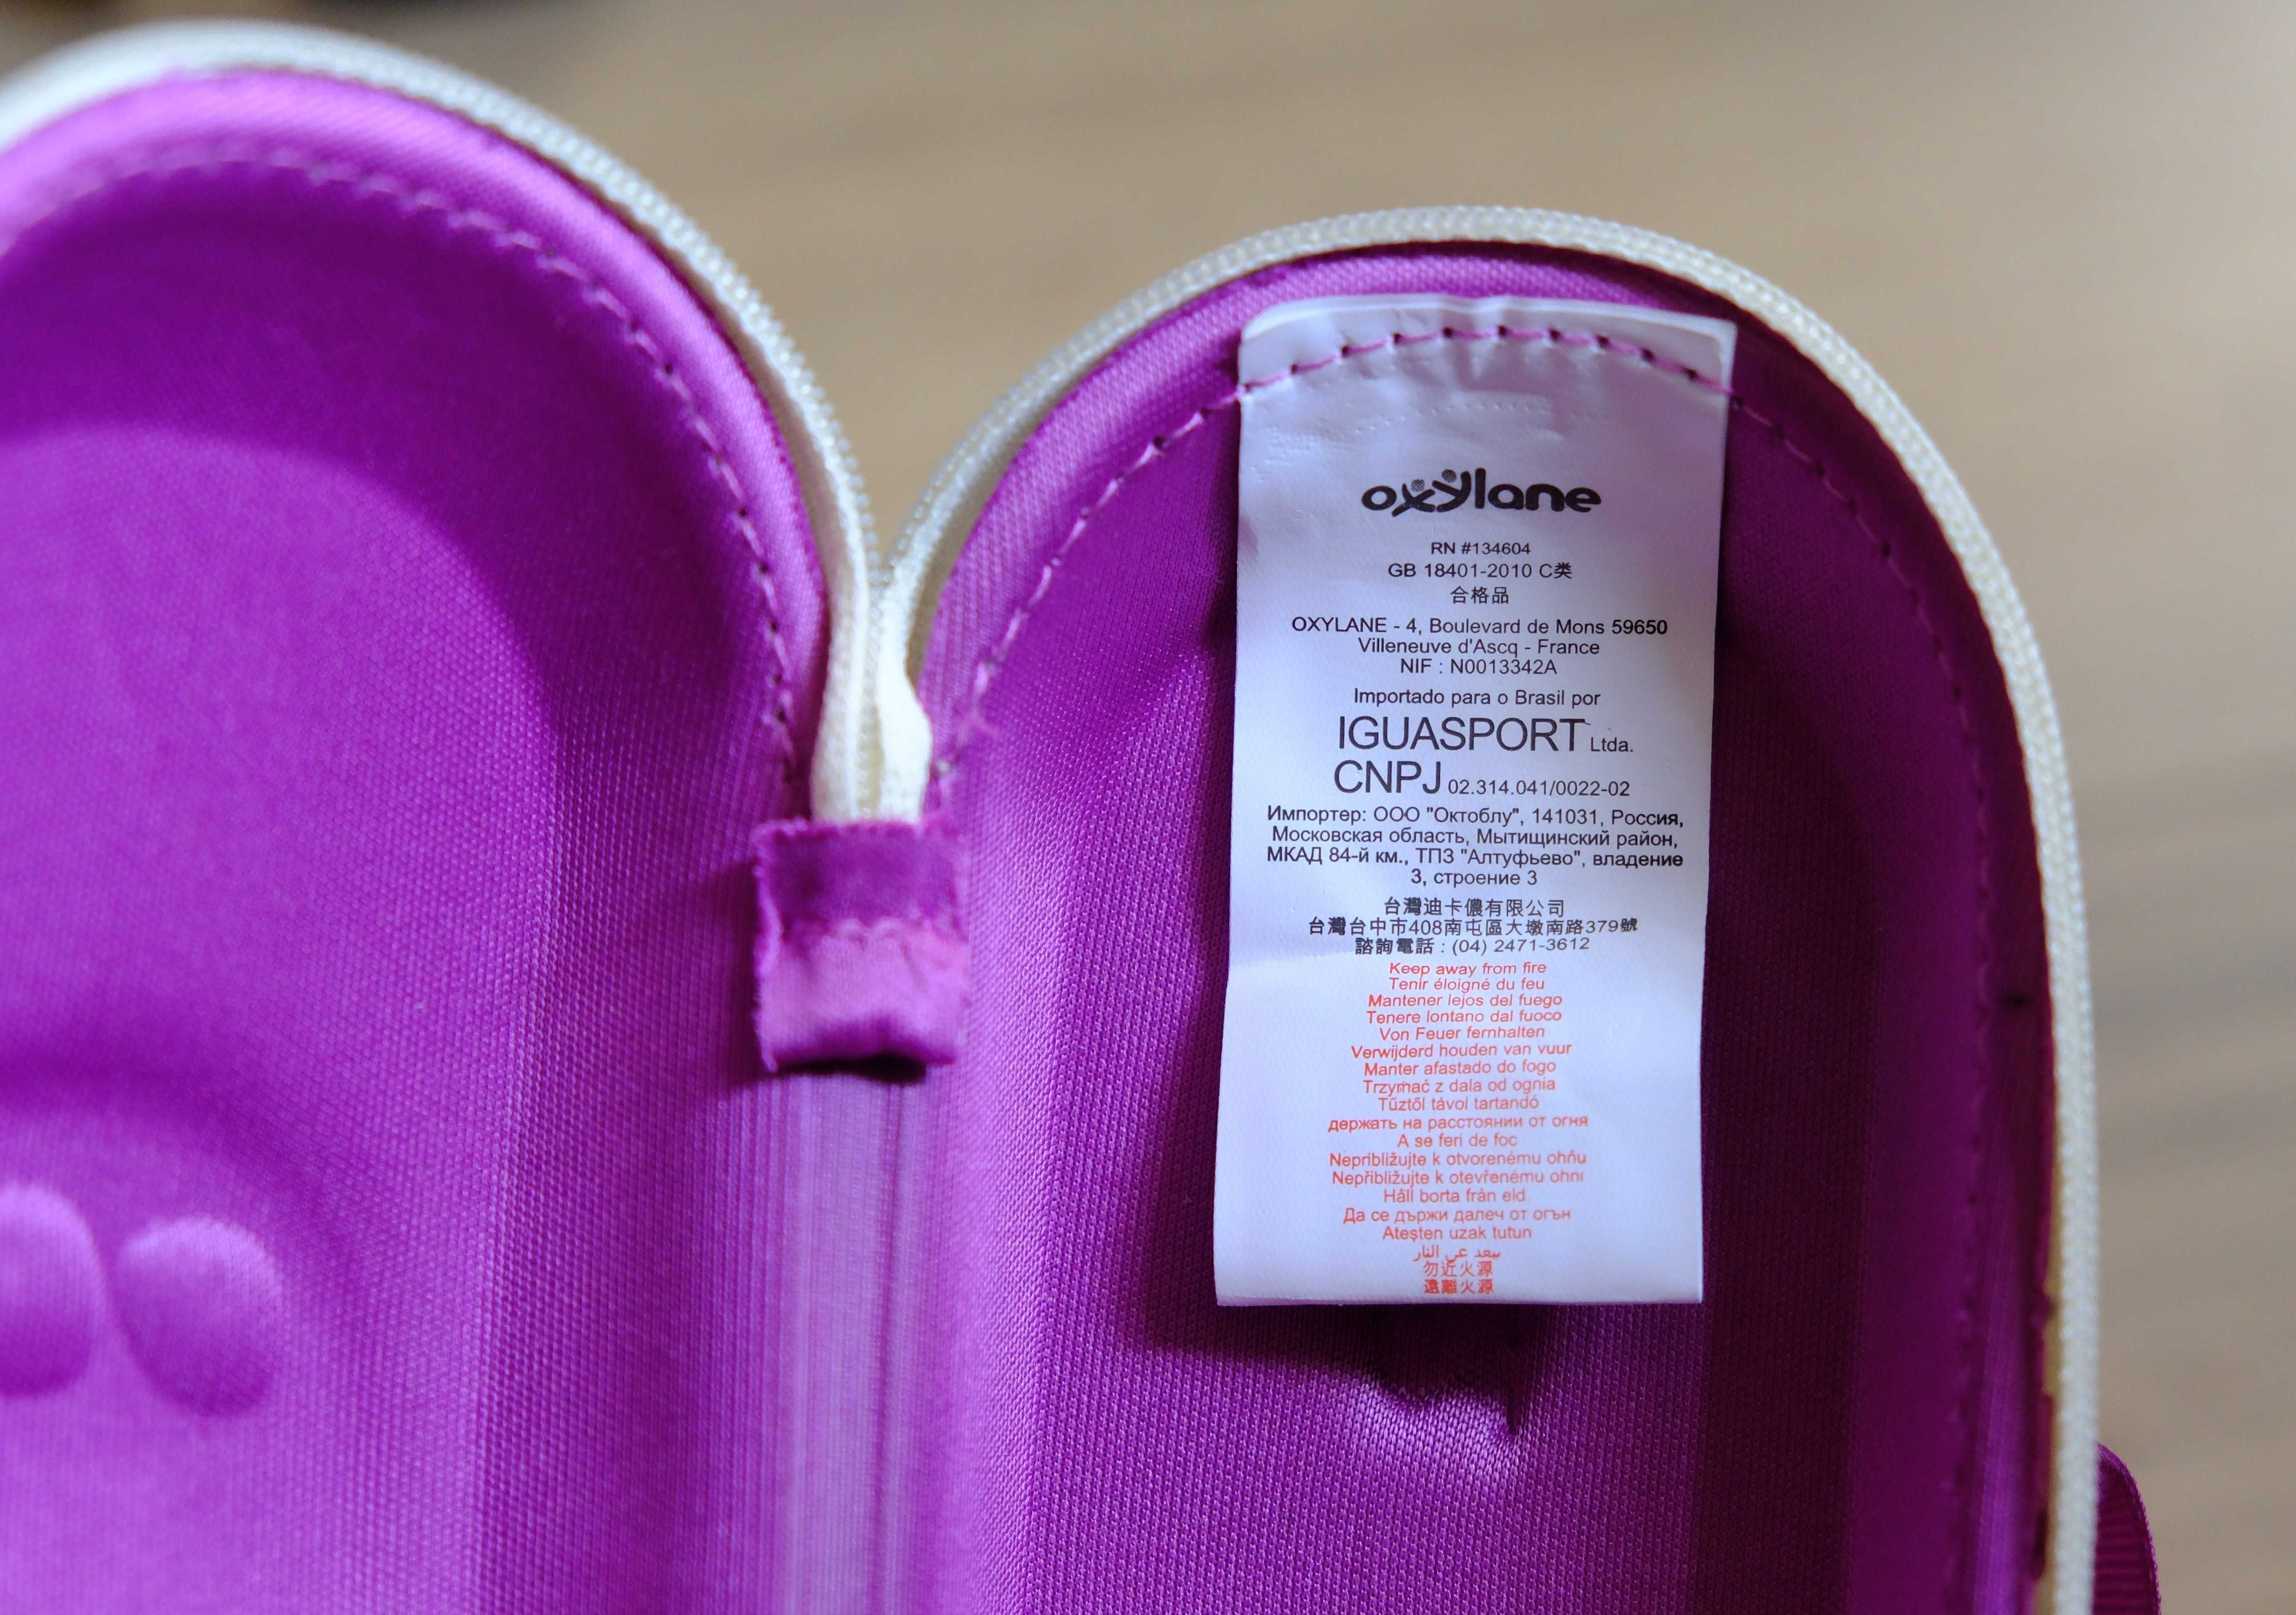 oxylane
RN #134604
GB 18401-2010 C类
合格品
OXYLANE - 4, Boulevard de Mons 59650
Villeneuve d'Ascq - France
NIF : N0013342A
Importado para o Brasil por
IGUASPORT Ltda.
CNPJ 02.314.041/0022-02
Импортер: ООО "Октоблу", 141031, Россия,
Московская область, Мытищинский район,
МКАД 84-й км., ТПЗ "Алтуфьево", владение
3, строение 3
台灣迪卡儂有限公司
台灣台中市408南屯區大墩南路379號
諮詢電話 : (04) 2471-3612
Keep away from fire
Tenir éloigné du feu
Mantener lejos del fuego
Tenere lontano dal fuoco
Von Feuer fernhalten
Verwijderd houden van vuur
Manter afastado do fogo
Trzymać z dala od ognia
Tűztől távol tartandó
держать на расстоянии от огня
A se feri de foc
Nepribližujte k otvorenému ohňu
Nepřibližujte k otevřenému ohni
Håll borta från eld.
Да се държи далеч от огън
Ateşten uzak tutun
يبعد عن النار
勿近火源
遠離火源